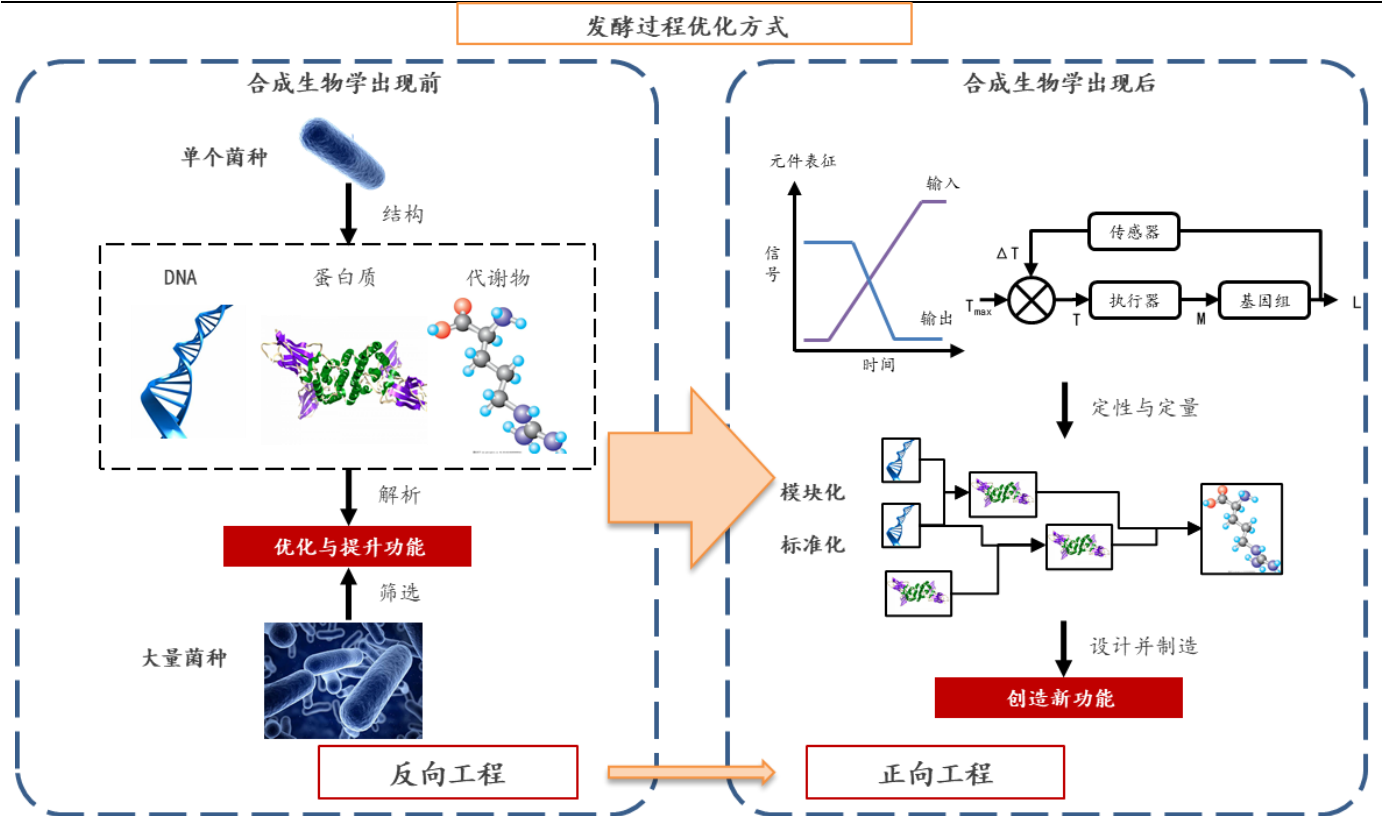 发酵过程优化方式
合成生物学出现前
单个菌种
结构
DNA
蛋白质
代谢物
解析
优化与提升功能
筛选
大量菌种
反向工程
合成生物学出现后
元件表征
输入
信号
输出
时间
传感器
ΔT
Tmax
T
执行器
M
基因组
L
定性与定量
模块化
标准化
设计并制造
创造新功能
正向工程